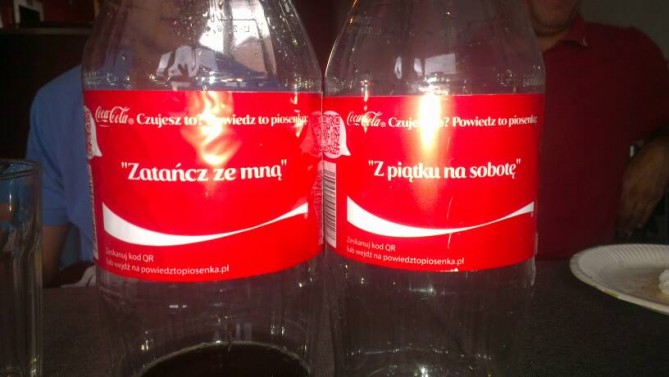 Coca-Cola® Czujesz to? Powiedz to piosenką
"Zatańcz ze mną"
Zeskanuj kod QR
lub wejdź na powiedztopiosenka.pl
Coca-Cola® Czujesz to? Powiedz to piosenką
"Z piątku na sobotę"
Zeskanuj kod QR
lub wejdź na powiedztopiosenka.pl